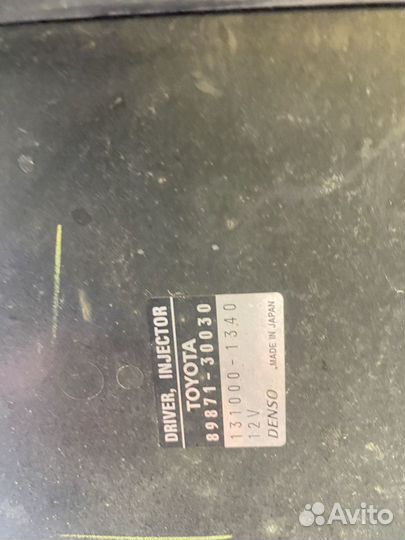 DRIVER, INJECTOR
TOYOTA
89871-30030
131000-1340
12V
DENSO MADE IN JAPAN
Avito